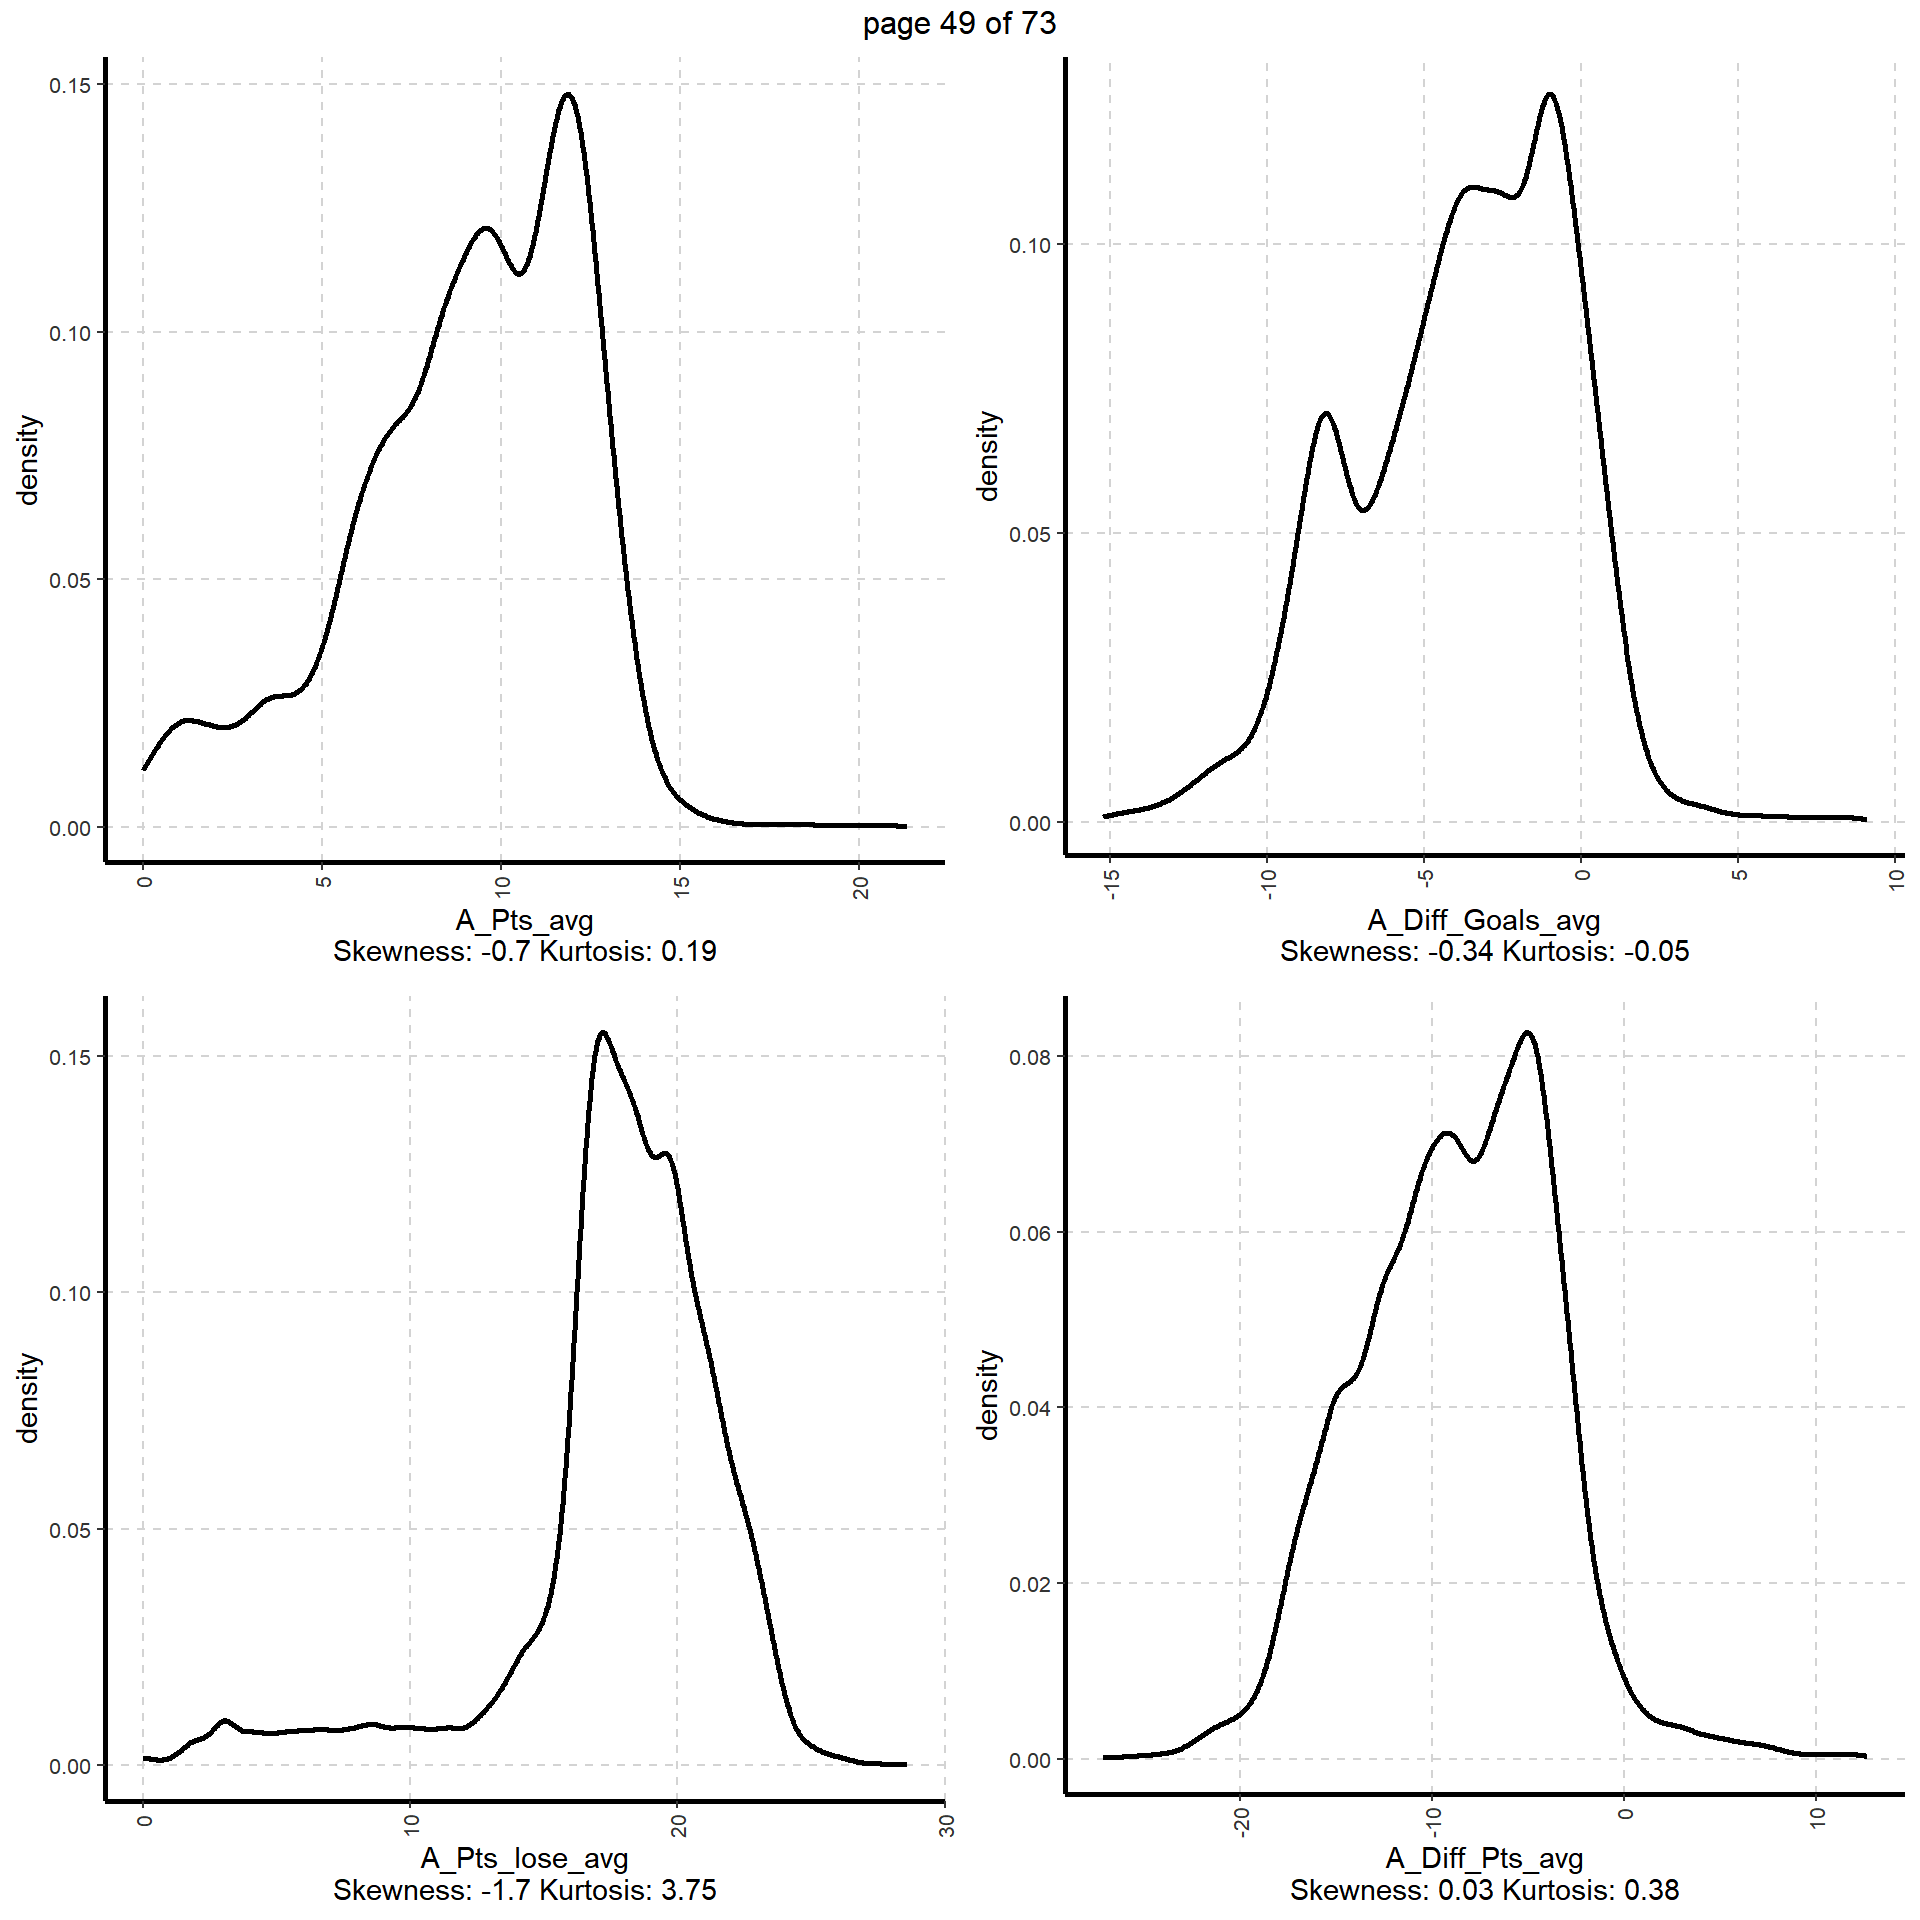 page 49 of 73
0.15
0.10
0.05
0.00
density
0
5
10
15
20
A_Pts_avg
Skewness: -0.7 Kurtosis: 0.19
0.10
0.05
0.00
density
-15
-10
-5
0
5
10
A_Diff_Goals_avg
Skewness: -0.34 Kurtosis: -0.05
0.15
0.10
0.05
0.00
density
0
10
20
30
A_Pts_lose_avg
Skewness: -1.7 Kurtosis: 3.75
0.08
0.06
0.04
0.02
0.00
density
-20
-10
0
10
A_Diff_Pts_avg
Skewness: 0.03 Kurtosis: 0.38